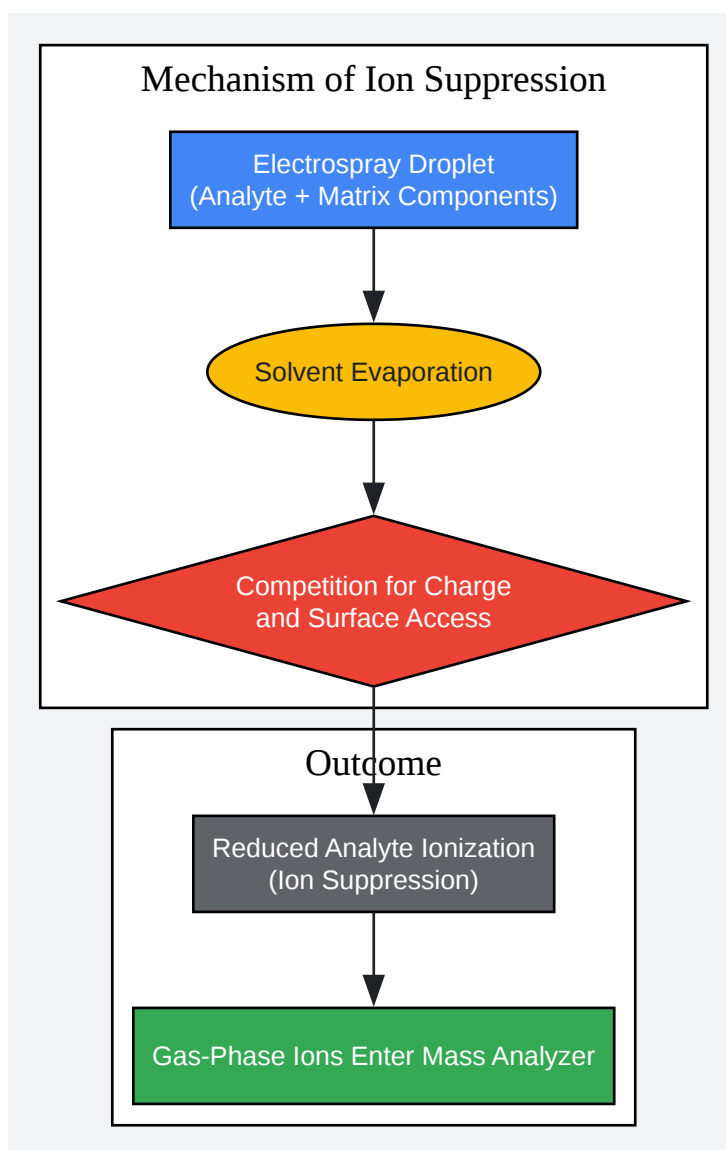 Mechanism of Ion Suppression
Electrospray Droplet
(Analyte + Matrix Components)
Solvent Evaporation
Competition for Charge
and Surface Access
Outcome
Reduced Analyte Ionization
(Ion Suppression)
Gas-Phase Ions Enter Mass Analyzer